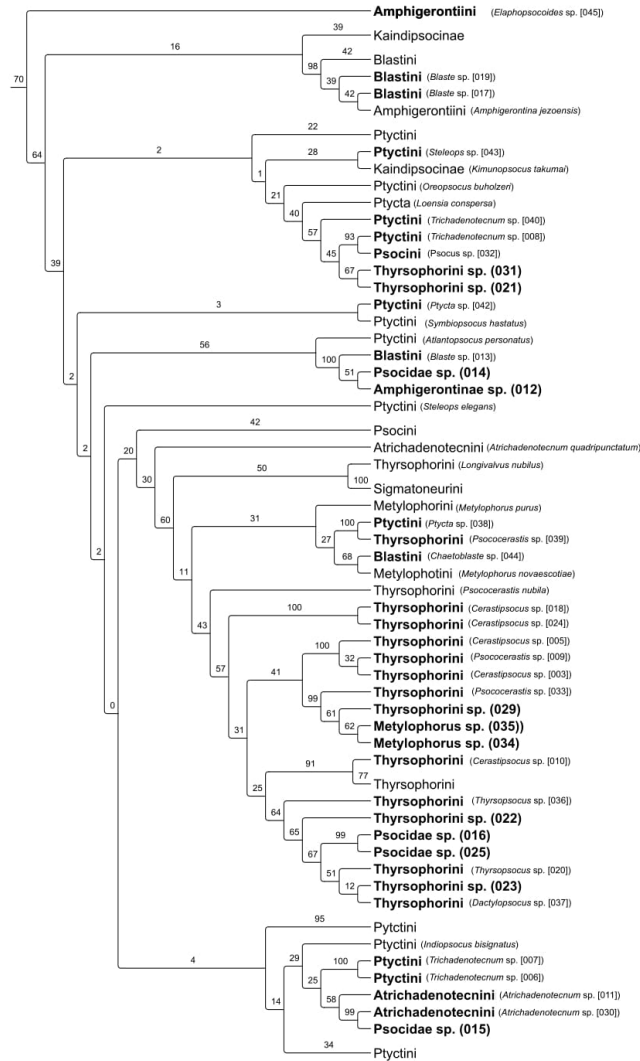 Amphigerontiini (Elaphopsocoides sp. [045])
39
16
Kaindipsocinae
42
Blastini
70
98
39
Blastini (Blaste sp. [019])
42
Blastini (Blaste sp. [017])
Amphigerontiini (Amphigerontina jezoensis)
22
Ptyctini
64
2
28
Ptyctini (Steleops sp. [043])
1
Kaindipsocinae (Kimunopsocus takumai)
21
Ptyctini (Oreopsocus buholzeri)
40
Ptycta (Loensia conspersa)
57
Ptyctini (Trichadenotecnum sp. [040])
93
Ptyctini (Trichadenotecnum sp. [008])
45
Psocini (Psocus sp. [032])
39
67
Thyrsophorini sp. (031)
Thyrsophorini sp. (021)
3
Ptyctini (Ptycta sp. [042])
Ptyctini (Symbiopsocus hastatus)
56
Ptyctini (Atlantopsocus personatus)
100
Blastini (Blaste sp. [013])
2
51
Psocidae sp. (014)
Amphigerontinae sp. (012)
Ptyctini (Steleops elegans)
42
Psocini
2
20
Atrichadenotecnini (Atrichadenotecnum quadripunctatum)
30
50
Thyrsophorini (Longivalvus nubilus)
100
Sigmatoneurini
60
31
Metylophorini (Metylophorus purus)
100
Ptyctini (Ptycta sp. [038])
27
Thyrsophorini (Psococerastis sp. [039])
2
68
Blastini (Chaetoblaste sp. [044])
11
Metylophotini (Metylophorus novaescotiae)
Thyrsophorini (Psococerastis nubila)
43
100
Thyrsophorini (Cerastipsocus sp. [018])
Thyrsophorini (Cerastipsocus sp. [024])
57
100
Thyrsophorini (Cerastipsocus sp. [005])
32
Thyrsophorini (Psococerastis sp. [009])
41
Thyrsophorini (Cerastipsocus sp. [003])
99
Thyrsophorini (Psococerastis sp. [033])
0
61
Thyrsophorini sp. (029)
31
62
Metylophorus sp. (035))
Metylophorus sp. (034)
91
Thyrsophorini (Cerastipsocus sp. [010])
25
77
Thyrsophorini
64
Thyrsophorini (Thyrsopsocus sp. [036])
65
Thyrsophorini sp. (022)
99
Psocidae sp. (016)
67
Psocidae sp. (025)
51
Thyrsophorini (Thyrsopsocus sp. [020])
12
Thyrsophorini sp. (023)
Thyrsophorini (Dactylopsocus sp. [037])
95
Pytctini
4
29
Ptyctini (Indiopsocus bisignatus)
100
Ptyctini (Trichadenotecnum sp. [007])
25
Ptyctini (Trichadenotecnum sp. [006])
14
58
Atrichadenotecnini (Atrichadenotecnum sp. [011])
99
Atrichadenotecnini (Atrichadenotecnum sp. [030])
Psocidae sp. (015)
34
Ptyctini